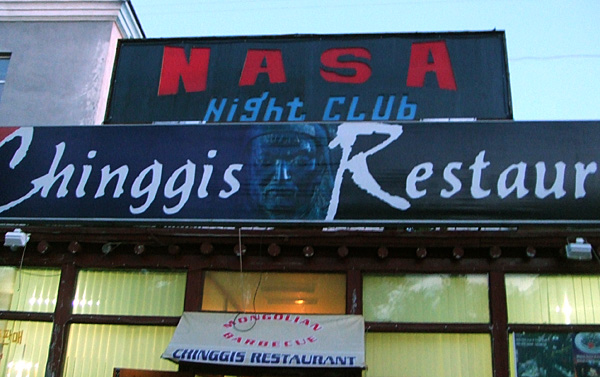 NASA
Night CLUb
Chinggis Restaur
MONGOLIAN
BARBECUE
CHINGGIS RESTAURANT